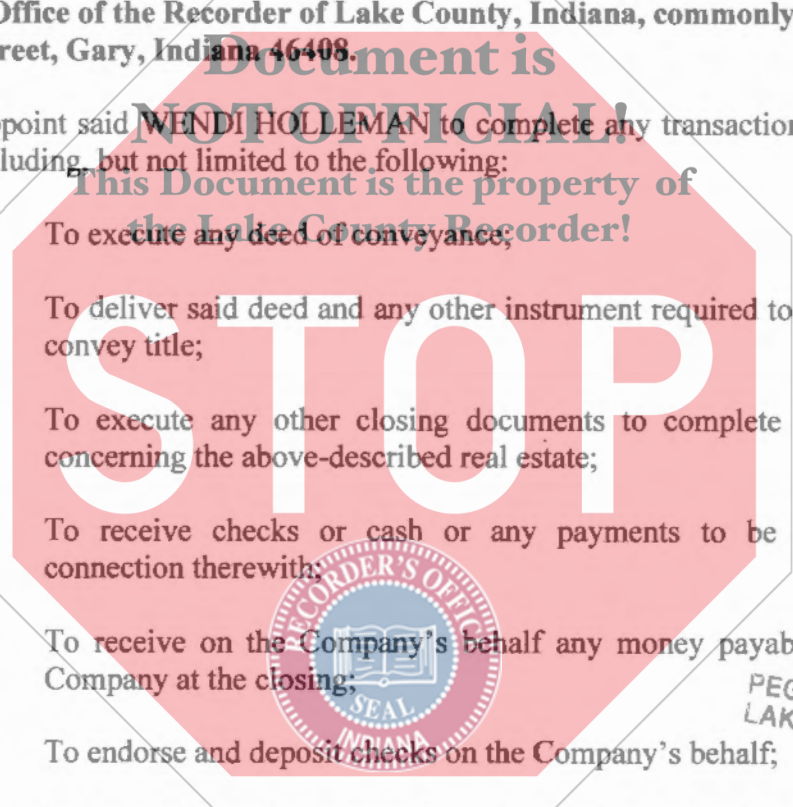 Office of the Recorder of Lake County, Indiana, commonly
reet, Gary, Indiana 46408.
Document is
NOT OFFICIAL!
ppoint said WENDI HOLLEMAN to complete any transaction
luding, but not limited to the following:
This Document is the property of
the Lake County Recorder!
To execute any deed of conveyance;
To deliver said deed and any other instrument required to
convey title;
STOP
To execute any other closing documents to complete
concerning the above-described real estate;
To receive checks or cash or any payments to be
connection therewith;
RECORDER'S OFFICE
To receive on the Company's behalf any money payab
Company at the closing;
PEG
LAK
SEAL
INDIANA
To endorse and deposit checks on the Company's behalf;